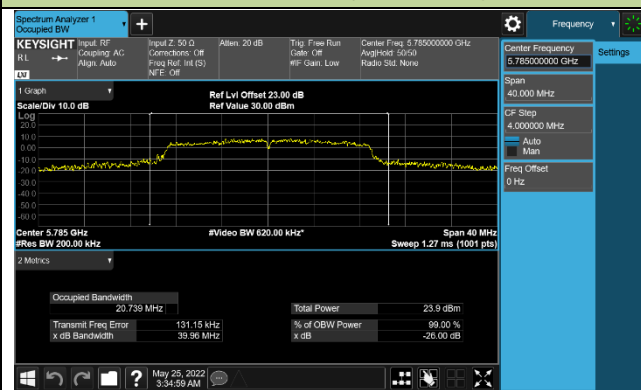 Spectrum Analyzer 1
Occupied BW
Frequency
KEYSIGHT Input: RF Input Z: 50 Ω Atten: 20 dB Trig: Free Run Center Freq: 5.785000000 GHz
RL Coupling: AC Corrections: Off Gate: Off Avg|Hold: 50/50
Align: Auto Freq Ref: Int (S) #IF Gain: Low Radio Std: None
LXI NFE: Off
Center Frequency
5.785000000 GHz
Settings
Span
40.000 MHz
CF Step
4.000000 MHz
Auto
Man
Freq Offset
0 Hz
1 Graph
Ref Lvl Offset 23.00 dB
Scale/Div 10.0 dB Ref Value 30.00 dBm
Log
20.0
10.0
0.00
-10.0
-20.0
-30.0
-40.0
-50.0
-60.0
Center 5.785 GHz #Video BW 620.00 kHz* Span 40 MHz
#Res BW 200.00 kHz Sweep 1.27 ms (1001 pts)
2 Metrics
Occupied Bandwidth
20.739 MHz Total Power 23.9 dBm
Transmit Freq Error 131.15 kHz % of OBW Power 99.00 %
x dB Bandwidth 39.96 MHz x dB -26.00 dB
? May 25, 2022
3:34:59 AM